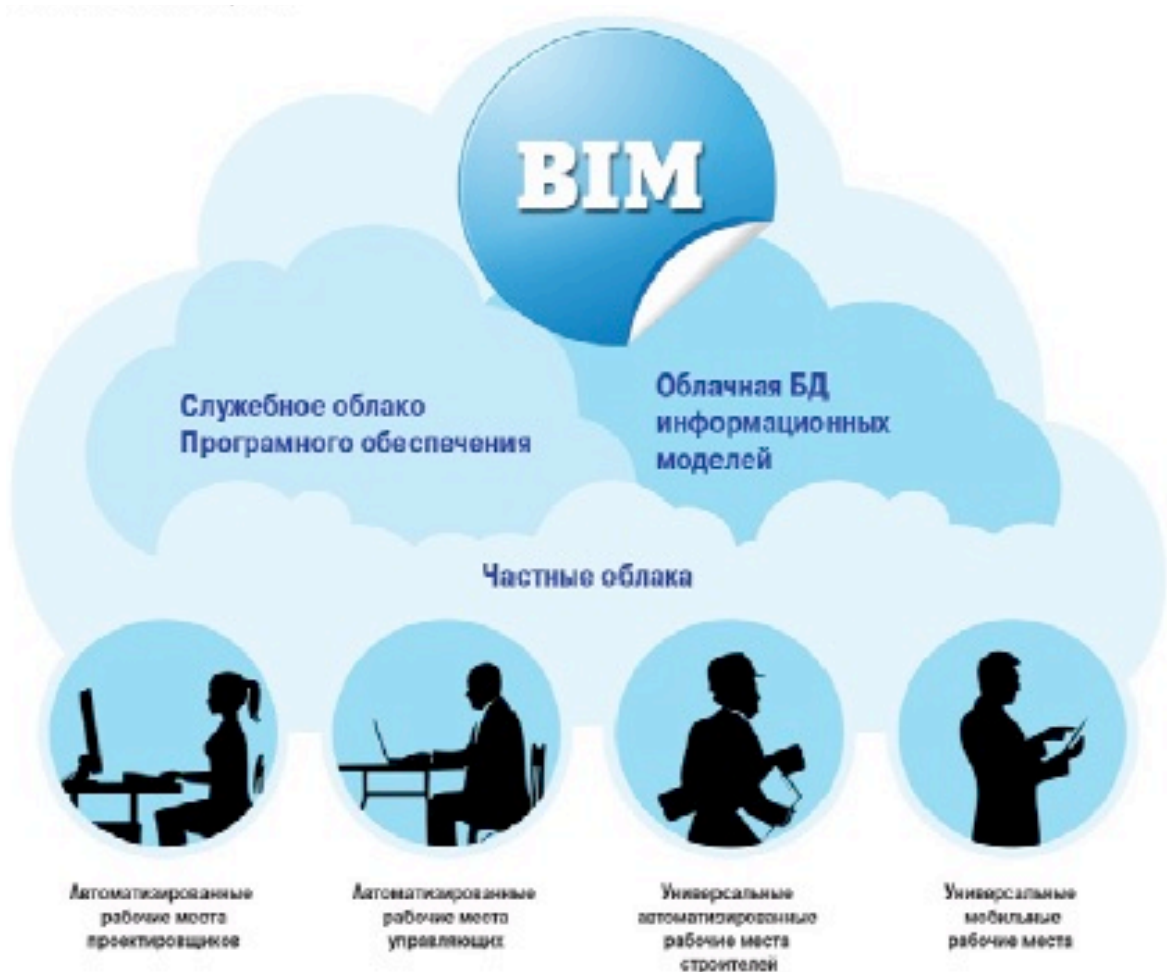 BIM
Служебное облако
Програмного обеспечения
Облачная БД
информационных
моделей
Частные облака
Автоматизированные
рабочие места
проектировщиков
Автоматизированные
рабочие места
управляющих
Универсальные
автоматизированные
рабочие места
строителей
Универсальные
мобильные
рабочие места